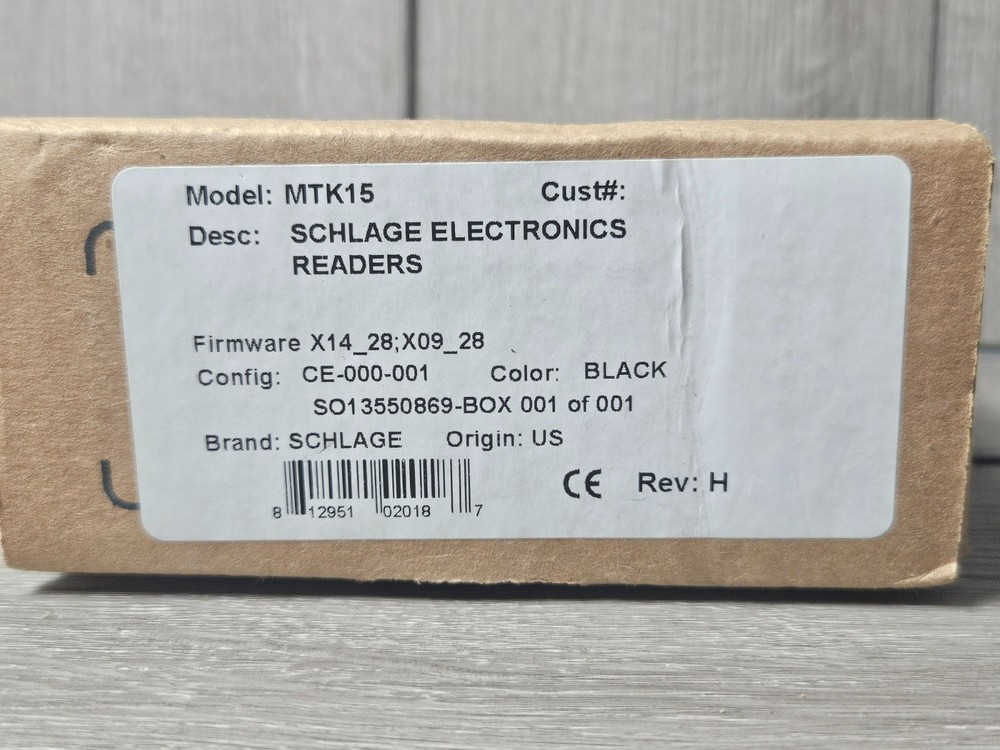 Model: MTK15 Cust#:
Desc: SCHLAGE ELECTRONICS
READERS
Firmware X14_28;X09_28
Config: CE-000-001 Color: BLACK
SO13550869-BOX 001 of 001
Brand: SCHLAGE Origin: US
CE Rev: H
8 12951 02018 7